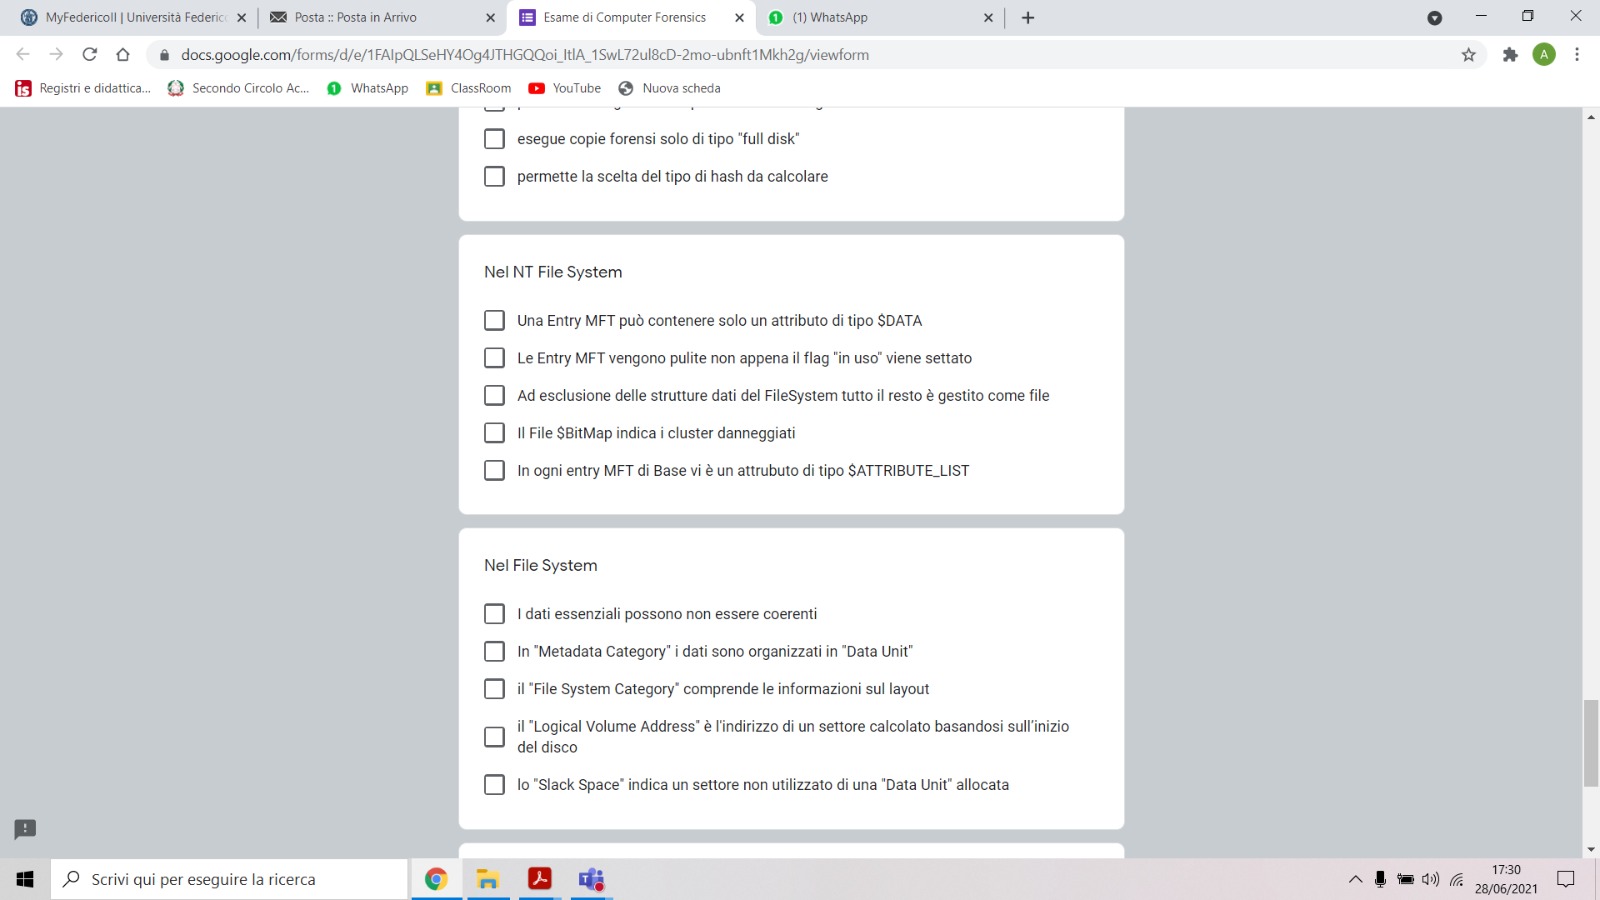 MyFedericoII | Università Federic
Posta :: Posta in Arrivo
Esame di Computer Forensics
(1) WhatsApp
docs.google.com/forms/d/e/1FAIpQLSeHY4Og4JTHGQQoi_ItlA_1SwL72ul8cD-2mo-ubnft1Mkh2g/viewform
A
Registri e didattica...
Secondo Circolo Ac...
WhatsApp
ClassRoom
YouTube
Nuova scheda
esegue copie forensi solo di tipo "full disk"
permette la scelta del tipo di hash da calcolare
Nel NT File System
Una Entry MFT può contenere solo un attributo di tipo $DATA
Le Entry MFT vengono pulite non appena il flag "in uso" viene settato
Ad esclusione delle strutture dati del FileSystem tutto il resto è gestito come file
Il File $BitMap indica i cluster danneggiati
In ogni entry MFT di Base vi è un attrubuto di tipo $ATTRIBUTE_LIST
Nel File System
I dati essenziali possono non essere coerenti
In "Metadata Category" i dati sono organizzati in "Data Unit"
il "File System Category" comprende le informazioni sul layout
il "Logical Volume Address" è l'indirizzo di un settore calcolato basandosi sull'inizio
del disco
lo "Slack Space" indica un settore non utilizzato di una "Data Unit" allocata
Scrivi qui per eseguire la ricerca
17:30
28/06/2021